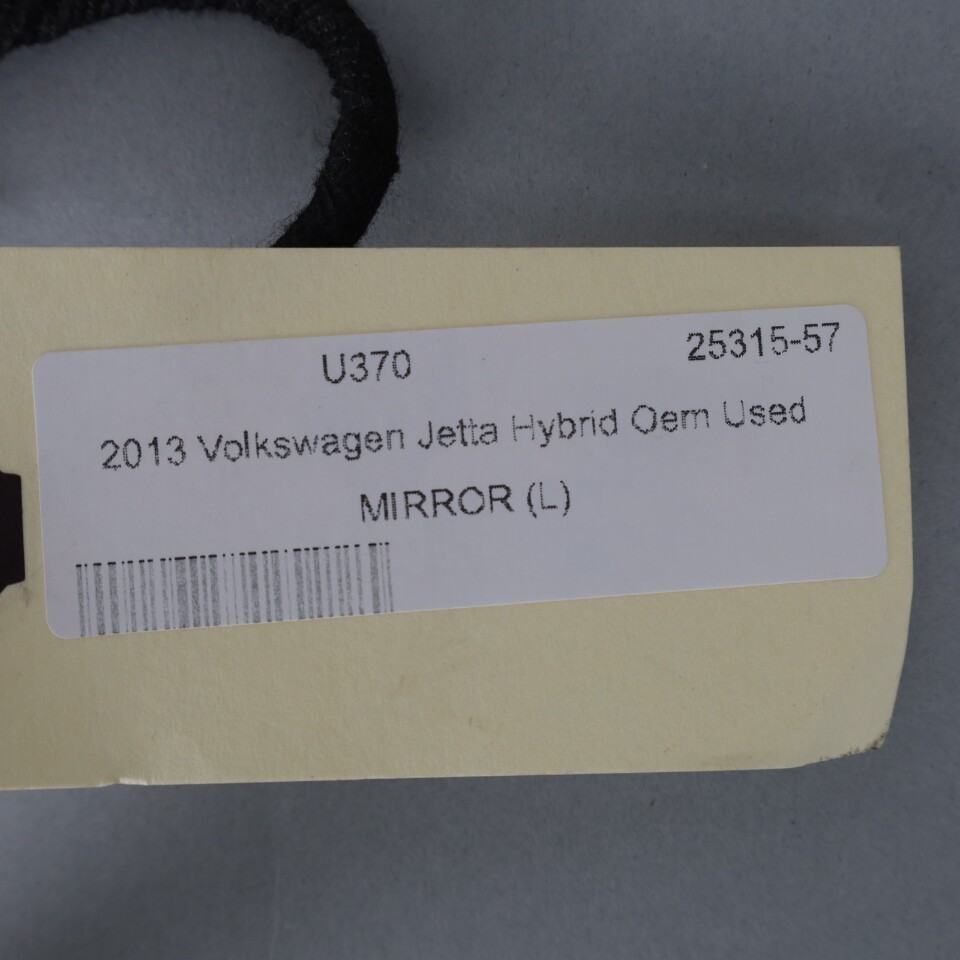 U370 25315-57
2013 Volkswagen Jetta Hybrid Oem Used
MIRROR (L)